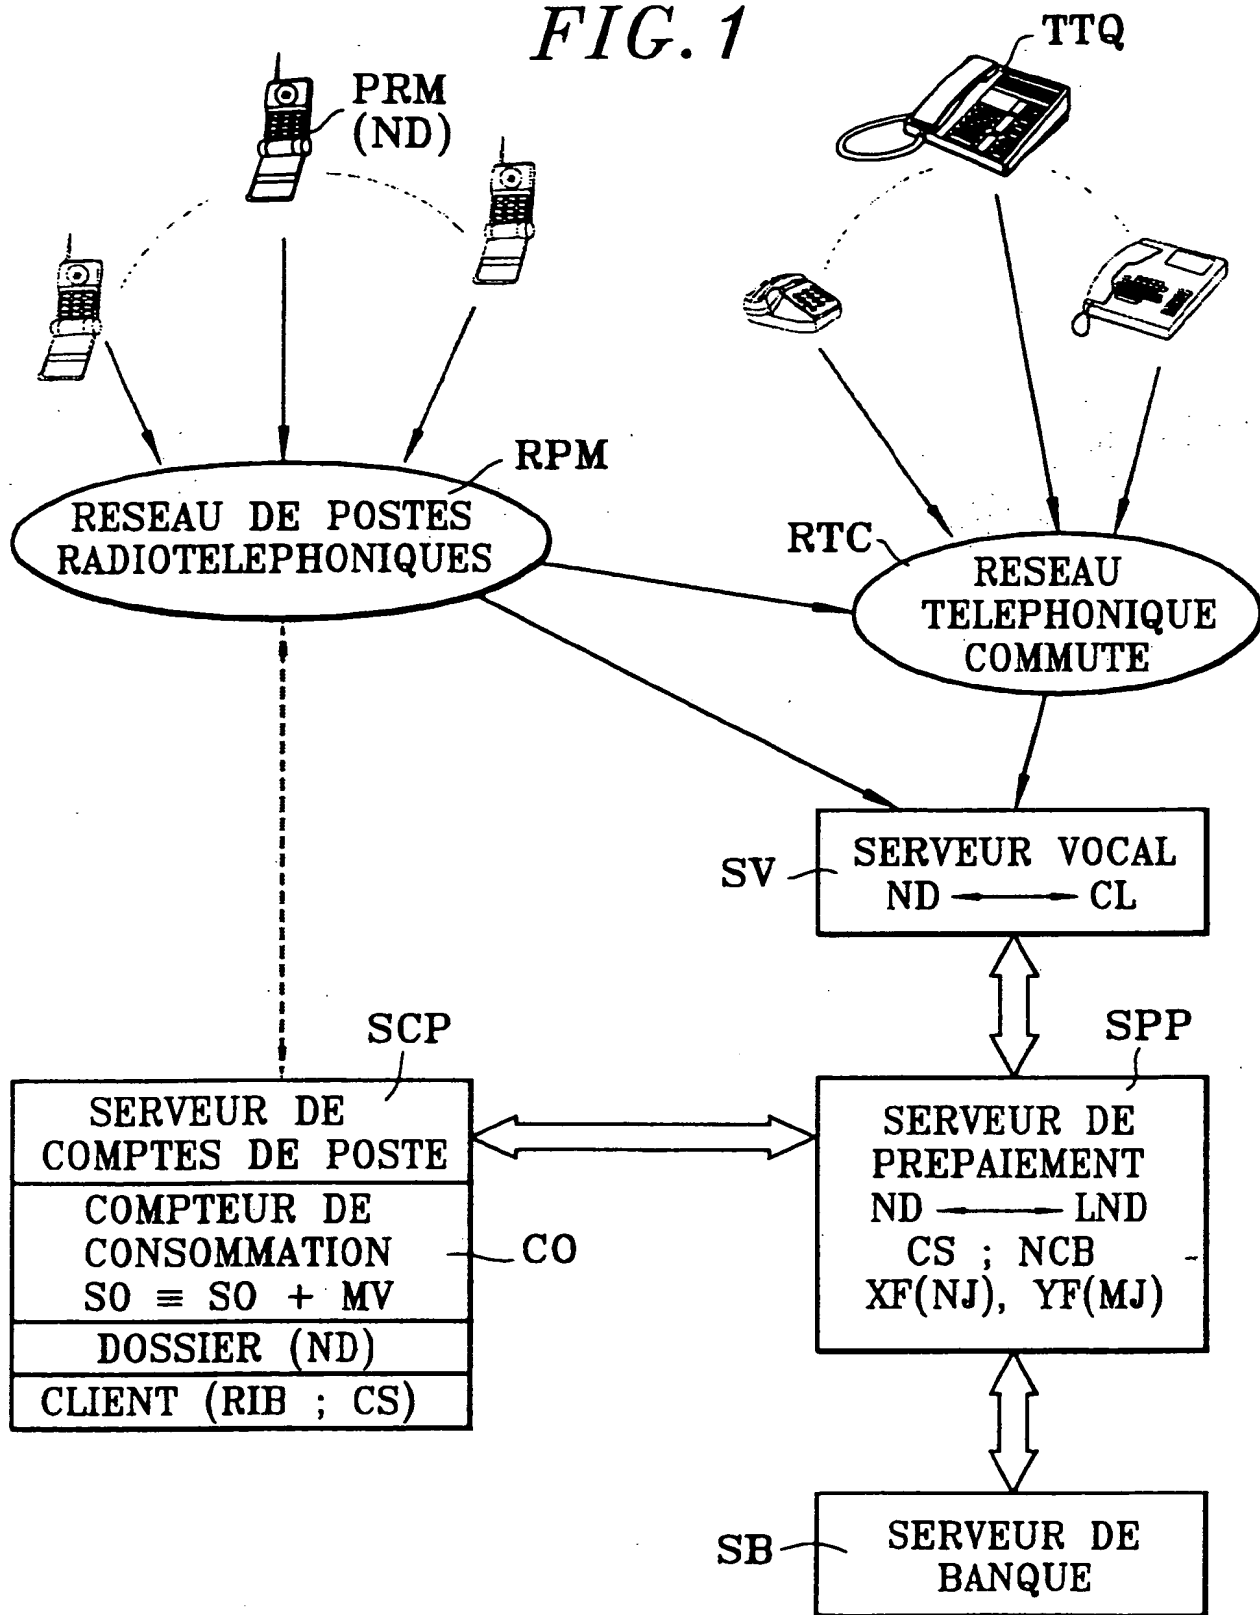 FIG. 1
PRM
(ND)
TTQ
RPM
RESEAU DE POSTES
RADIOTELEPHONIQUES
RTC
RESEAU
TELEPHONIQUE
COMMUTE
SV
SERVEUR VOCAL
ND CL
SCP
SERVEUR DE
COMPTES DE POSTE
COMPTEUR DE
CONSOMMATION
SO ≡ SO + MV
CO
DOSSIER (ND)
CLIENT (RIB ; CS)
SPP
SERVEUR DE
PREPAIEMENT
ND LND
CS ; NCB
XF(NJ), YF(MJ)
SB
SERVEUR DE
BANQUE